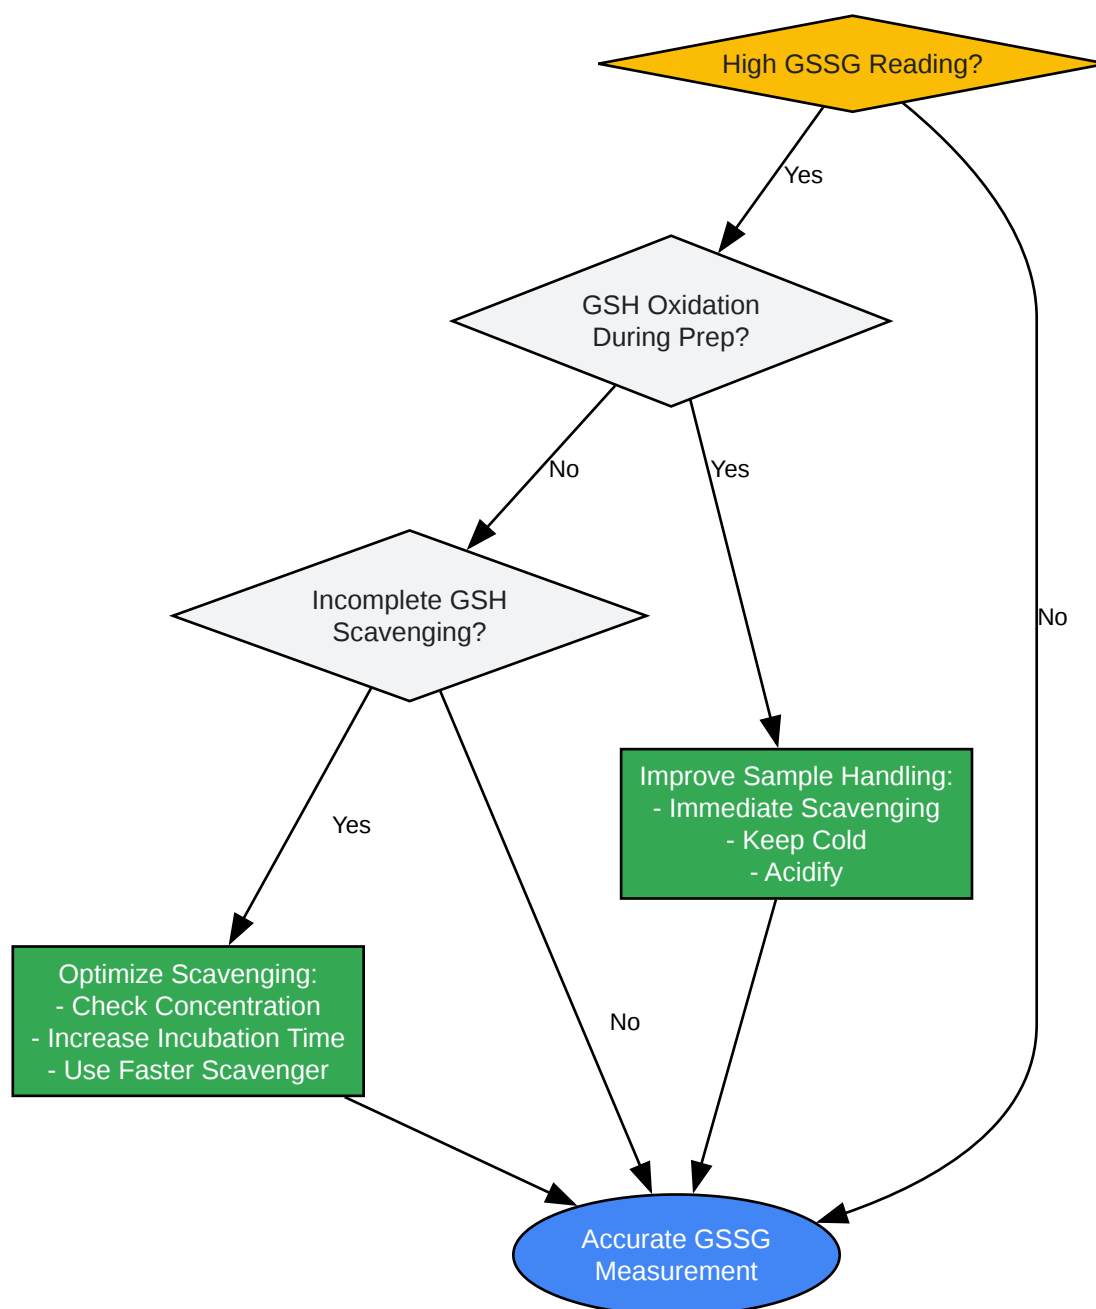 High GSSG Reading?
Yes
GSH Oxidation
During Prep?
No
Yes
Incomplete GSH
Scavenging?
No
Improve Sample Handling:
- Immediate Scavenging
- Keep Cold
- Acidify
Yes
Optimize Scavenging:
- Check Concentration
- Increase Incubation Time
- Use Faster Scavenger
No
Accurate GSSG
Measurement